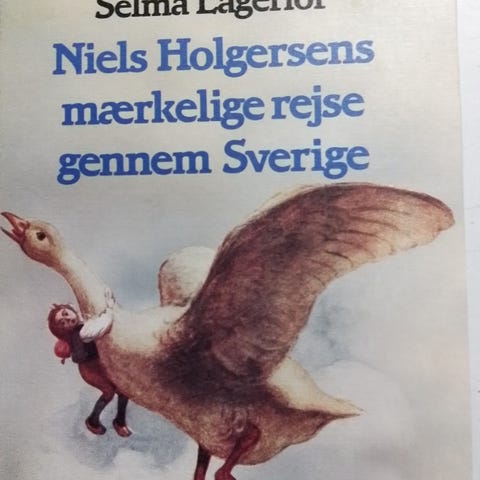 Selma Lagerlöf
Niels Holgersens
mærkelige rejse
gennem Sverige